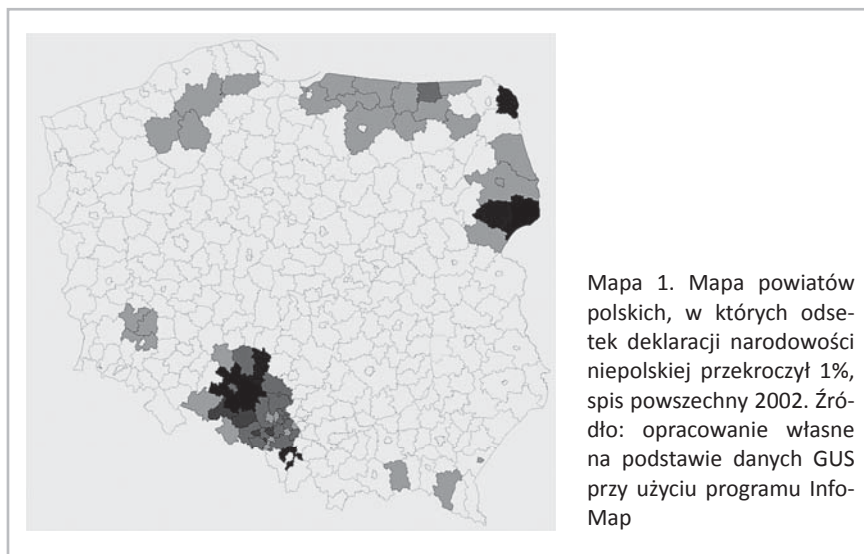 Mapa 1. Mapa powiatów
polskich, w których odse-
tek deklaracji narodowości
niepolskiej przekroczył 1%,
spis powszechny 2002. Źró-
dło: opracowanie własne
na podstawie danych GUS
przy użyciu programu Info-
Map